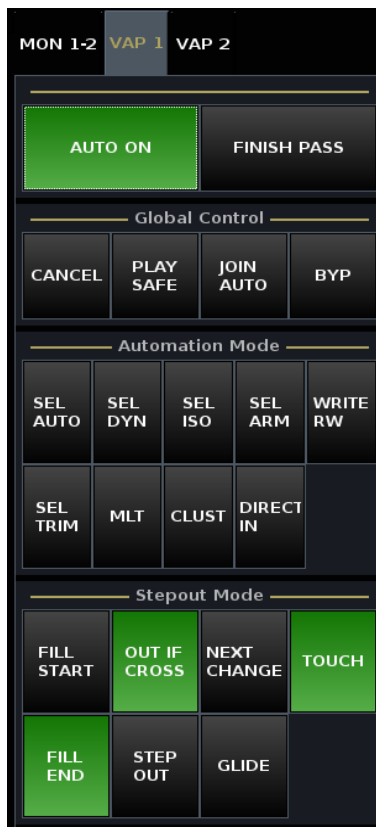 MON 1-2 VAP 1 VAP 2
AUTO ON FINISH PASS
Global Control
CANCEL PLAY SAFE JOIN AUTO BYP
Automation Mode
SEL AUTO SEL DYN SEL ISO SEL ARM WRITE RW
SEL TRIM MLT CLUST DIRECT IN
Stepout Mode
FILL START OUT IF CROSS NEXT CHANGE TOUCH
FILL END STEP OUT GLIDE